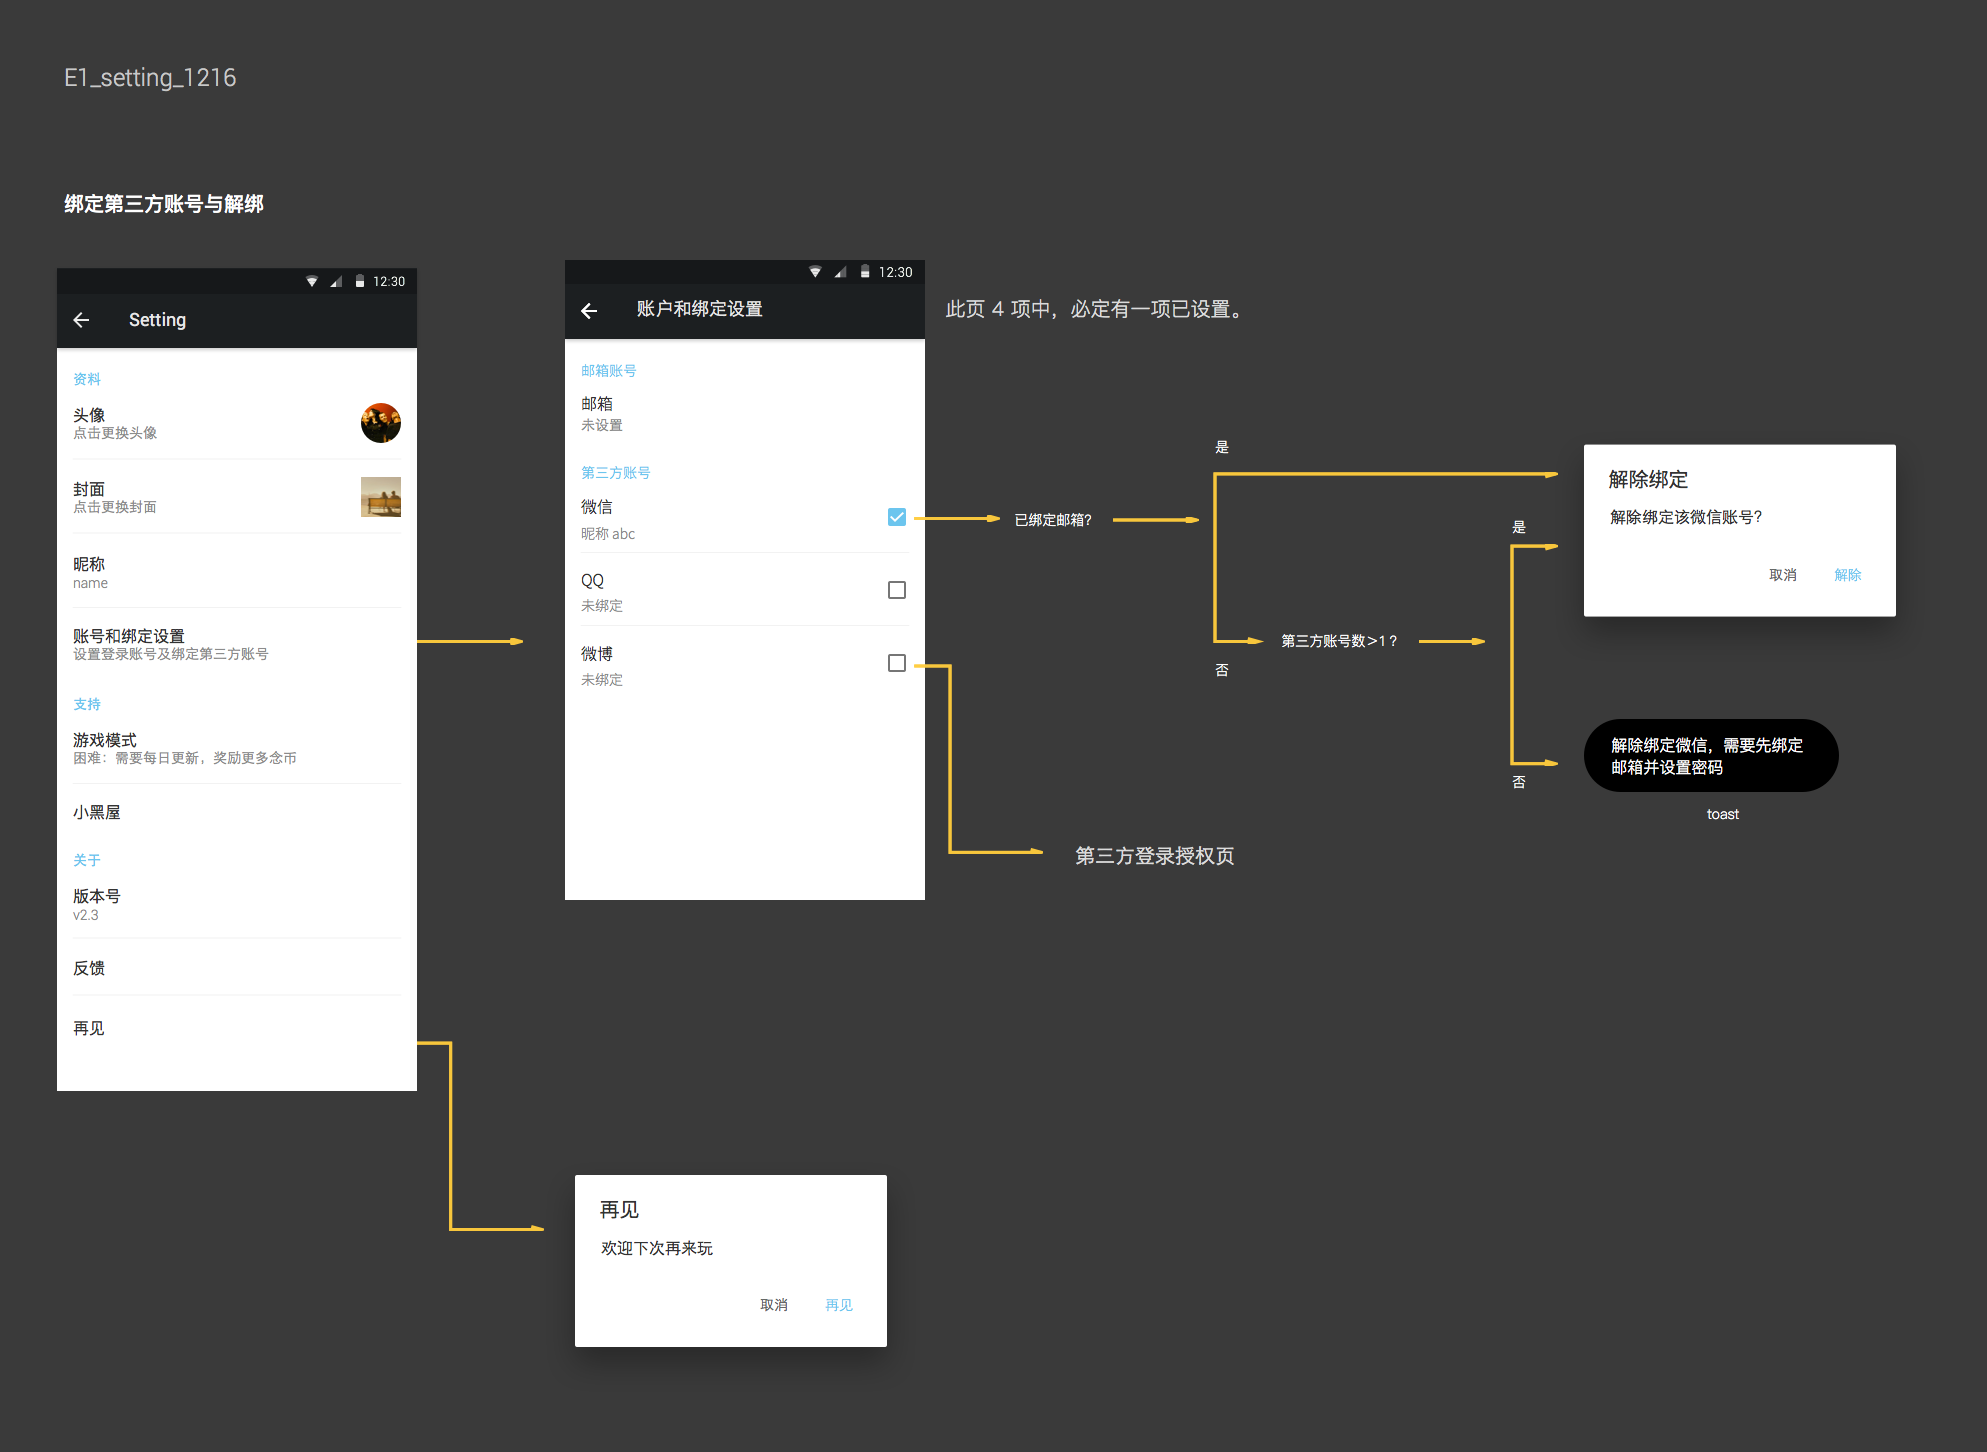 E1_setting_1216
绑定第三方账号与解绑
12:30
Setting
资料
头像
点击更换头像
封面
点击更换封面
昵称
name
账号和绑定设置
设置登录账号及绑定第三方账号
支持
游戏模式
困难：需要每日更新，奖励更多念币
小黑屋
关于
版本号
v2.3
反馈
再见
12:30
账户和绑定设置
此页 4 项中，必定有一项已设置。
邮箱账号
邮箱
未设置
第三方账号
微信
昵称 abc
QQ
未绑定
微博
未绑定
已绑定邮箱？
是
否
第三方账号数＞1？
是
否
第三方登录授权页
解除绑定
解除绑定该微信账号？
取消
解除
解除绑定微信，需要先绑定
邮箱并设置密码
toast
再见
欢迎下次再来玩
取消
再见